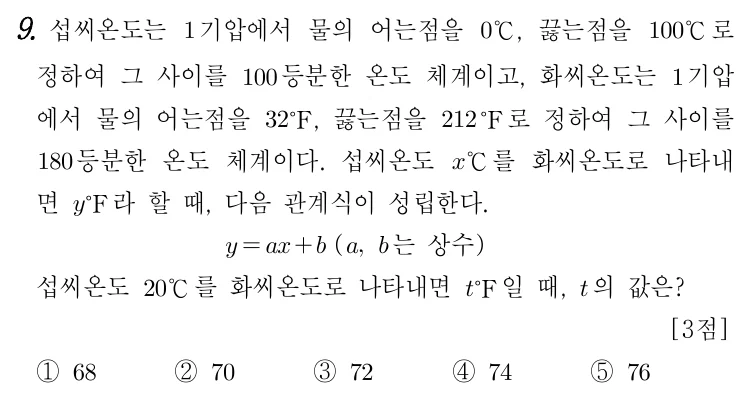 9. 섭씨온도는 1기압에서 물의 어는점을 0℃, 끓는점을 100℃로
정하여 그 사이를 100등분한 온도 체계이고, 화씨온도는 1기압
에서 물의 어는점을 32°F, 끓는점을 212°F로 정하여 그 사이를
180등분한 온도 체계이다. 섭씨온도 x℃를 화씨온도로 나타내
면 y°F라 할 때, 다음 관계식이 성립한다.
y=ax+b (a, b는 상수)
섭씨온도 20℃를 화씨온도로 나타내면 t°F일 때, t의 값은?
[3점]
① 68 ② 70 ③ 72 ④ 74 ⑤ 76